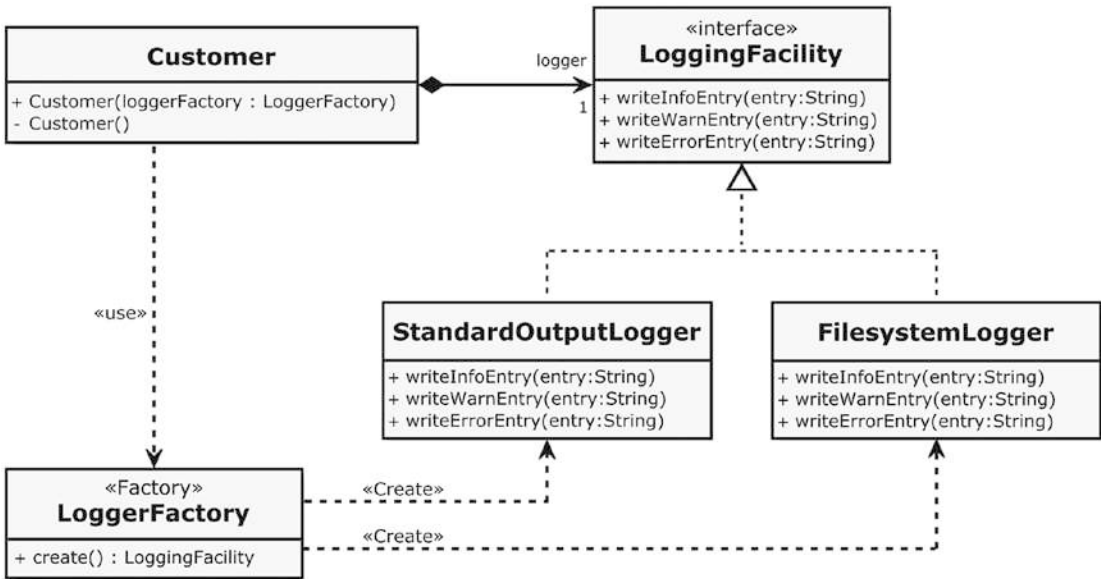 Customer
+ Customer(loggerFactory : LoggerFactory)
- Customer()
logger
1
«interface»
LoggingFacility
+ writeInfoEntry(entry:String)
+ writeWarnEntry(entry:String)
+ writeErrorEntry(entry:String)
«use»
StandardOutputLogger
+ writeInfoEntry(entry:String)
+ writeWarnEntry(entry:String)
+ writeErrorEntry(entry:String)
FilesystemLogger
+ writeInfoEntry(entry:String)
+ writeWarnEntry(entry:String)
+ writeErrorEntry(entry:String)
«Factory»
LoggerFactory
+ create() : LoggingFacility
«Create»
«Create»